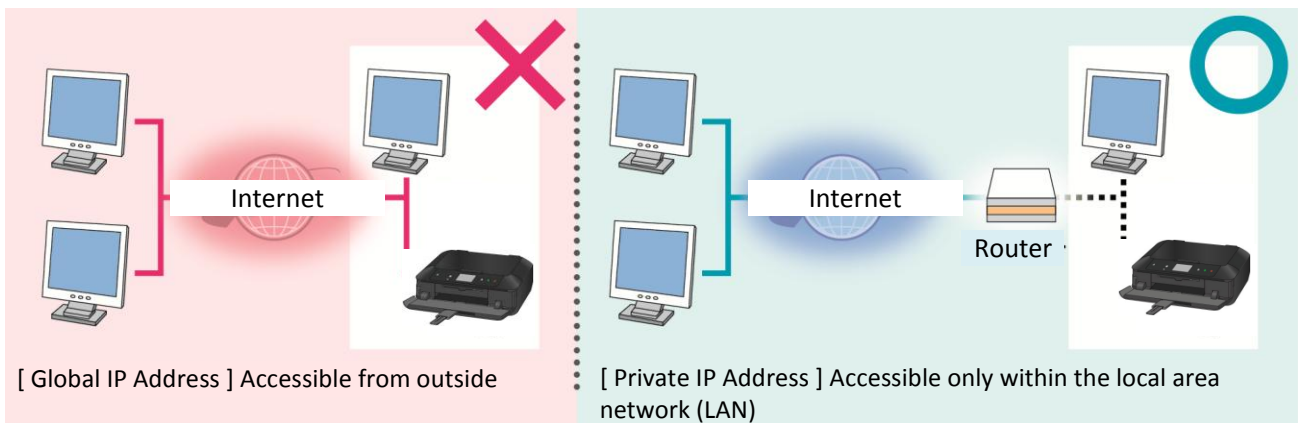 Internet
[ Global IP Address ] Accessible from outside
Internet
Router
[ Private IP Address ] Accessible only within the local area
network (LAN)